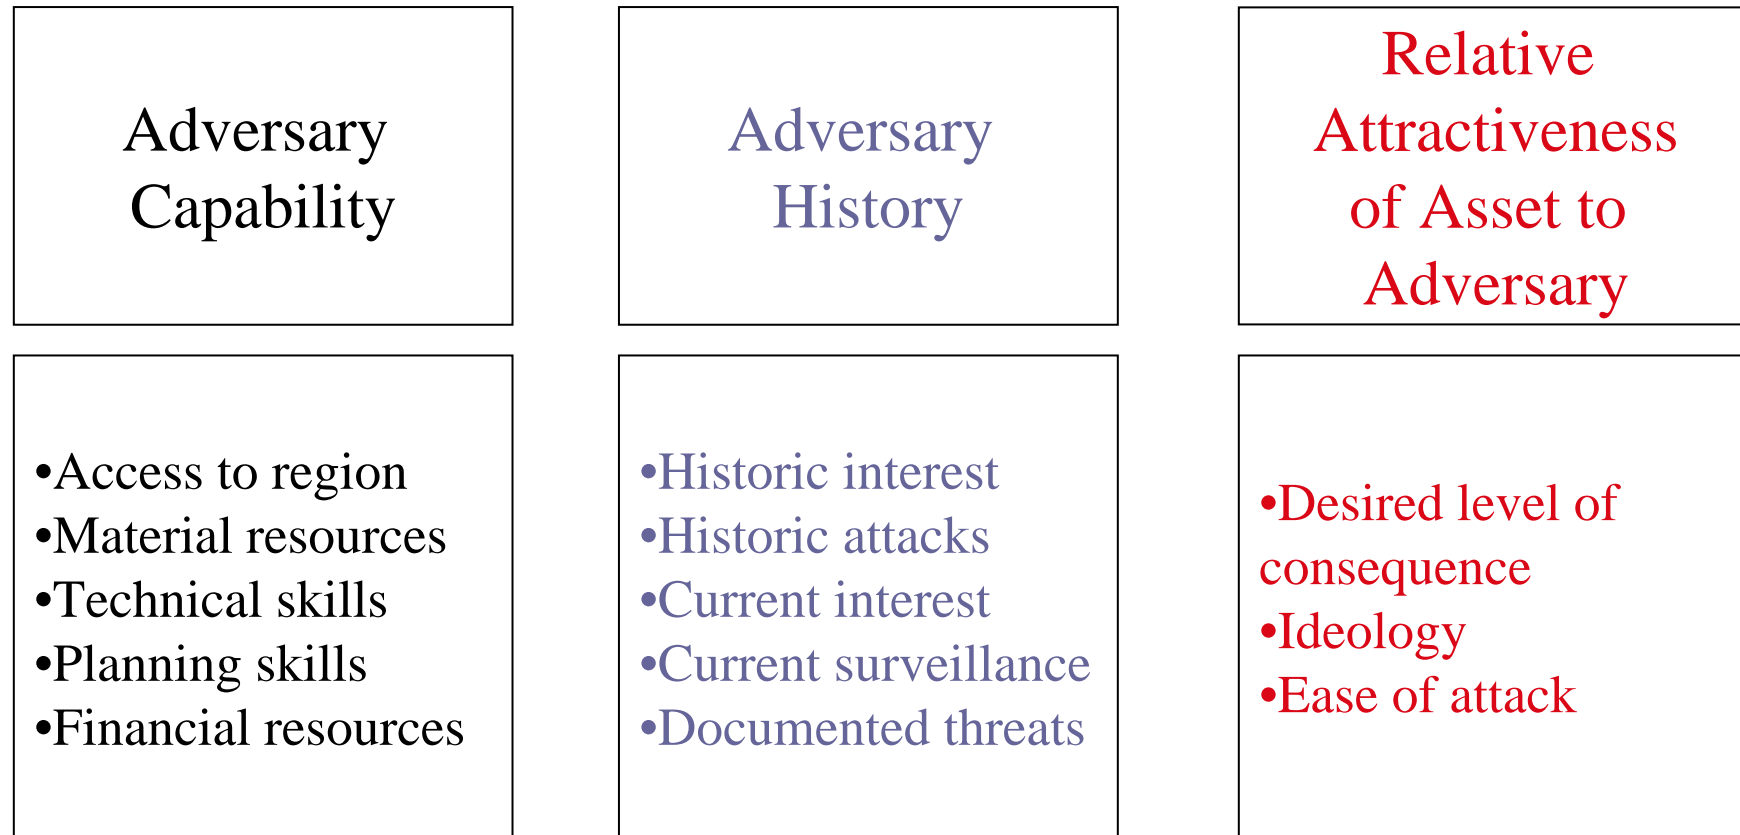 Adversary
Capability
Adversary
History
Relative
Attractiveness
of Asset to
Adversary
•Access to region
•Material resources
•Technical skills
•Planning skills
•Financial resources
•Historic interest
•Historic attacks
•Current interest
•Current surveillance
•Documented threats
•Desired level of
consequence
•Ideology
•Ease of attack